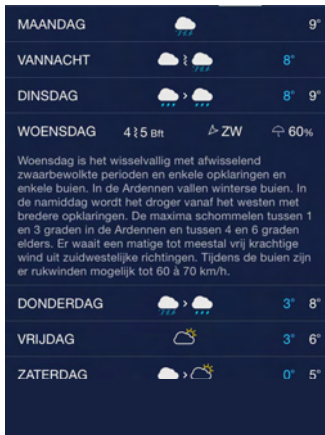 MAANDAG 9°
VANNACHT 8°
DINSDAG 8° 9°
WOENSDAG 4 5 Bft ZW 60%
Woensdag is het wisselvallig met afwisselend
zwaarbewolkte perioden en enkele opklaringen en
enkele buien. In de Ardennen vallen winterse buien. In
de namiddag wordt het droger vanaf het westen met
bredere opklaringen. De maxima schommelen tussen 1
en 3 graden in de Ardennen en tussen 4 en 6 graden
elders. Er waait een matige tot meestal vrij krachtige
wind uit zuidwestelijke richtingen. Tijdens de buien zijn
er rukwinden mogelijk tot 60 à 70 km/h.
DONDERDAG 3° 8°
VRIJDAG 3° 6°
ZATERDAG 0° 5°